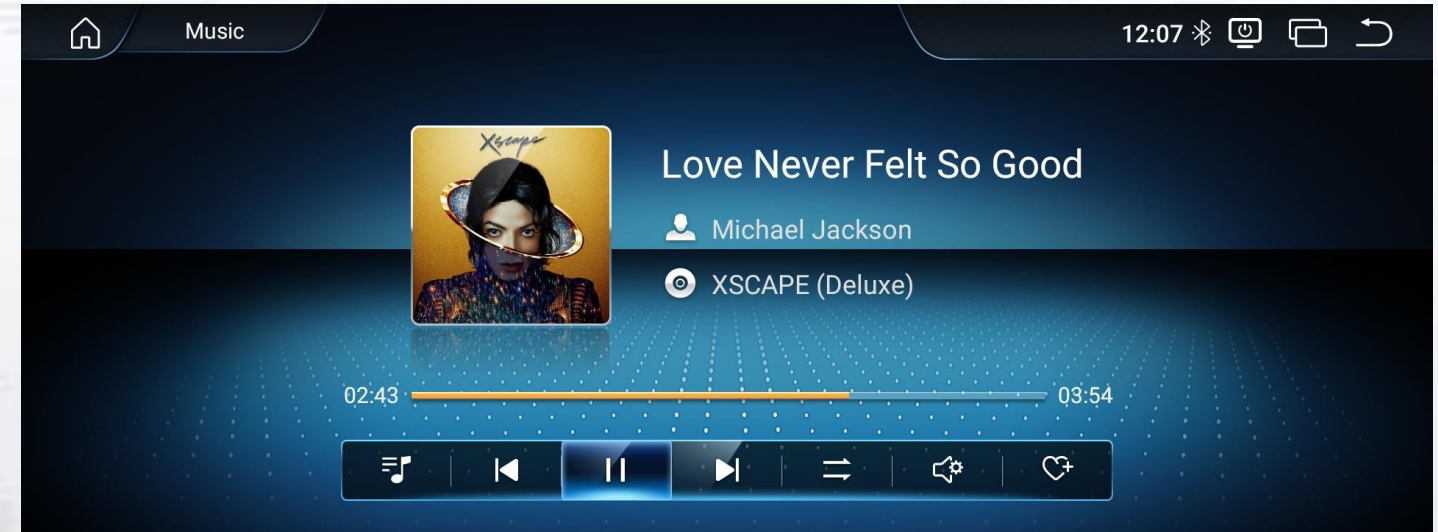 Music
12:07
Xscape
Love Never Felt So Good
Michael Jackson
XSCAPE (Deluxe)
02:43
03:54